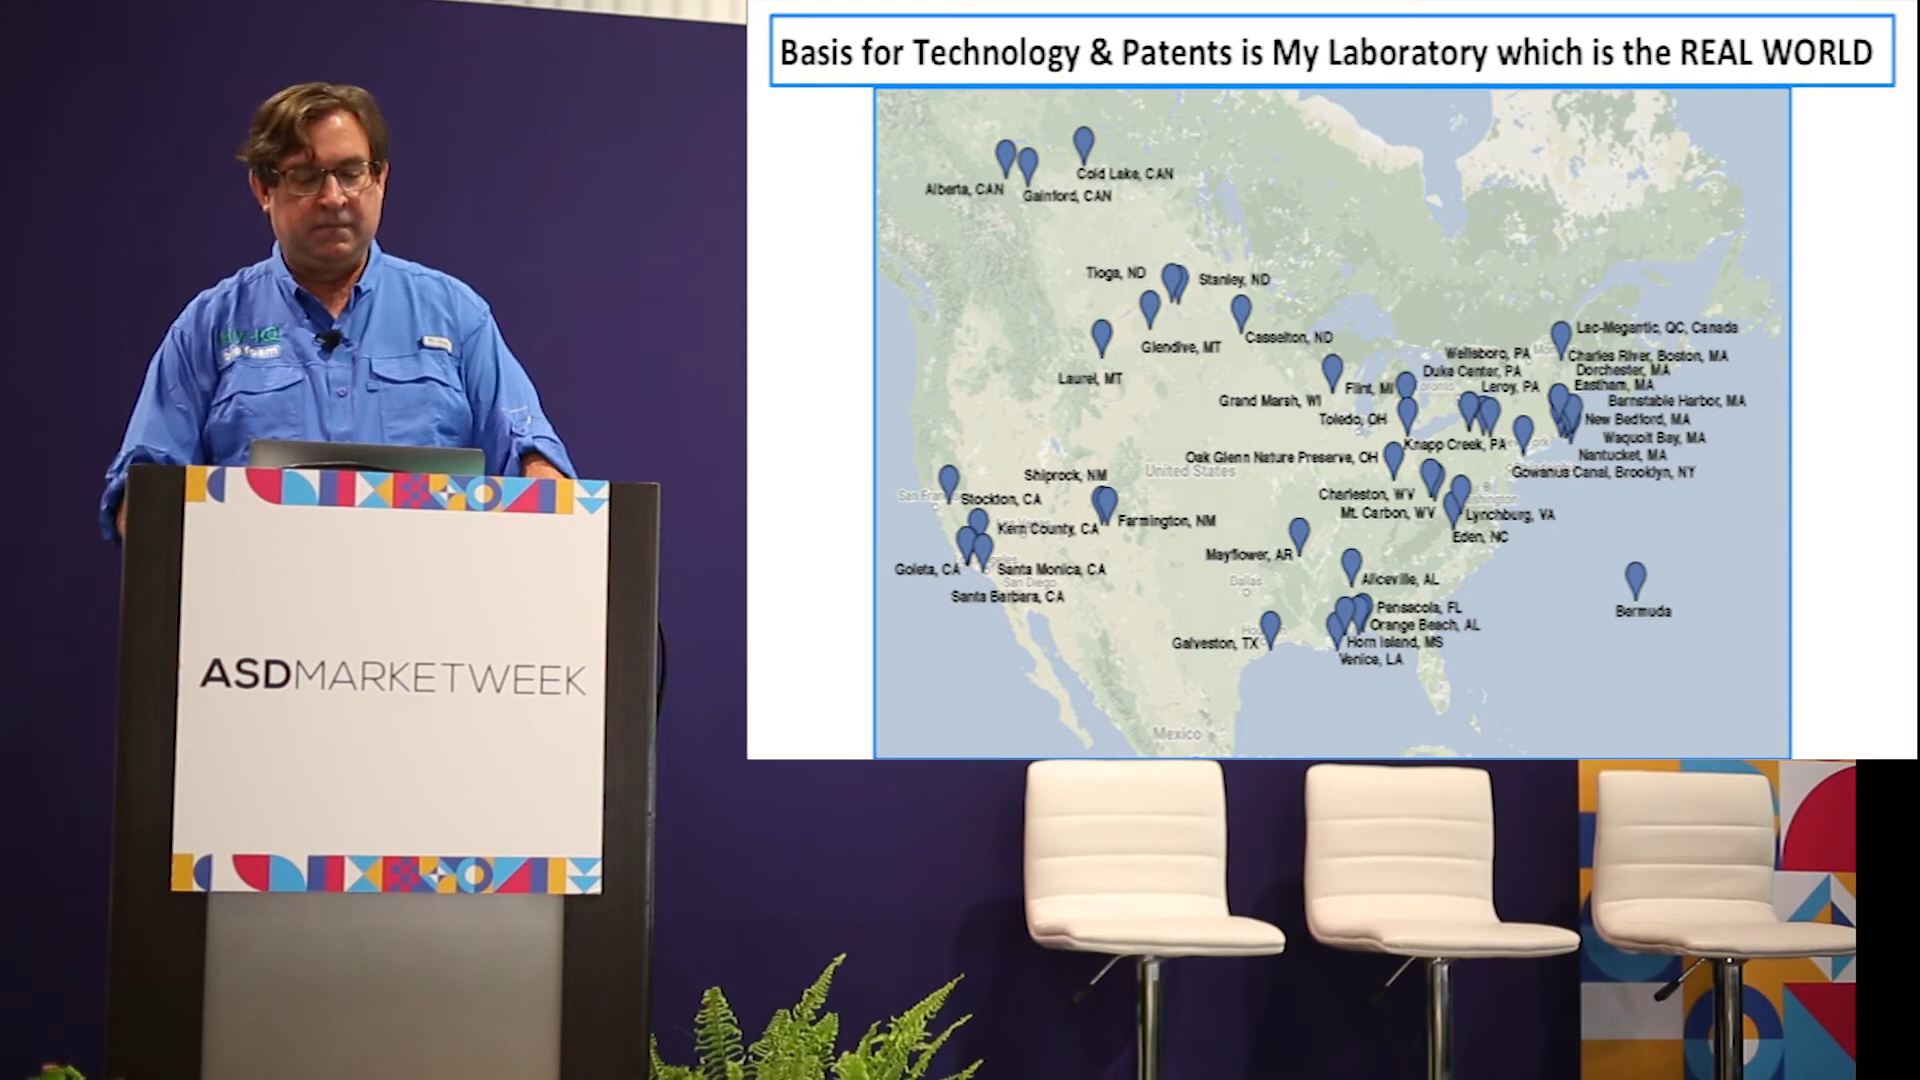 Basis for Technology & Patents is My Laboratory which is the REAL WORLD
Cold Lake, CAN
Alberta, CAN
Gainford, CAN
Tioga, ND
Stanley, ND
Casselton, ND
Glendive, MT
Laurel, MT
Lac-Megantic, QC, Canada
Wellsboro, PA
Charles River, Boston, MA
Duke Center, PA
Dorchester, MA
Flint, MI
Leroy, PA
Eastham, MA
Grand Marsh, WI
Barnstable Harbor, MA
Toledo, OH
New Bedford, MA
Knapp Creek, PA
Waquoit Bay, MA
Oak Glenn Nature Preserve, OH
Nantucket, MA
United States
Gowanus Canal, Brooklyn, NY
Shiprock, NM
San Fran
Stockton, CA
Charleston, WV
Mt. Carbon, WV
Lynchburg, VA
Kern County, CA
Farmington, NM
Eden, NC
Mayflower, AR
Goleta, CA
Santa Monica, CA
San Diego
Dallas
Aliceville, AL
Santa Barbara, CA
Pensacola, FL
Bermuda
Orange Beach, AL
Galveston, TX
Horn Island, MS
Venice, LA
Mexico
foam
ASDMARKETWEEK